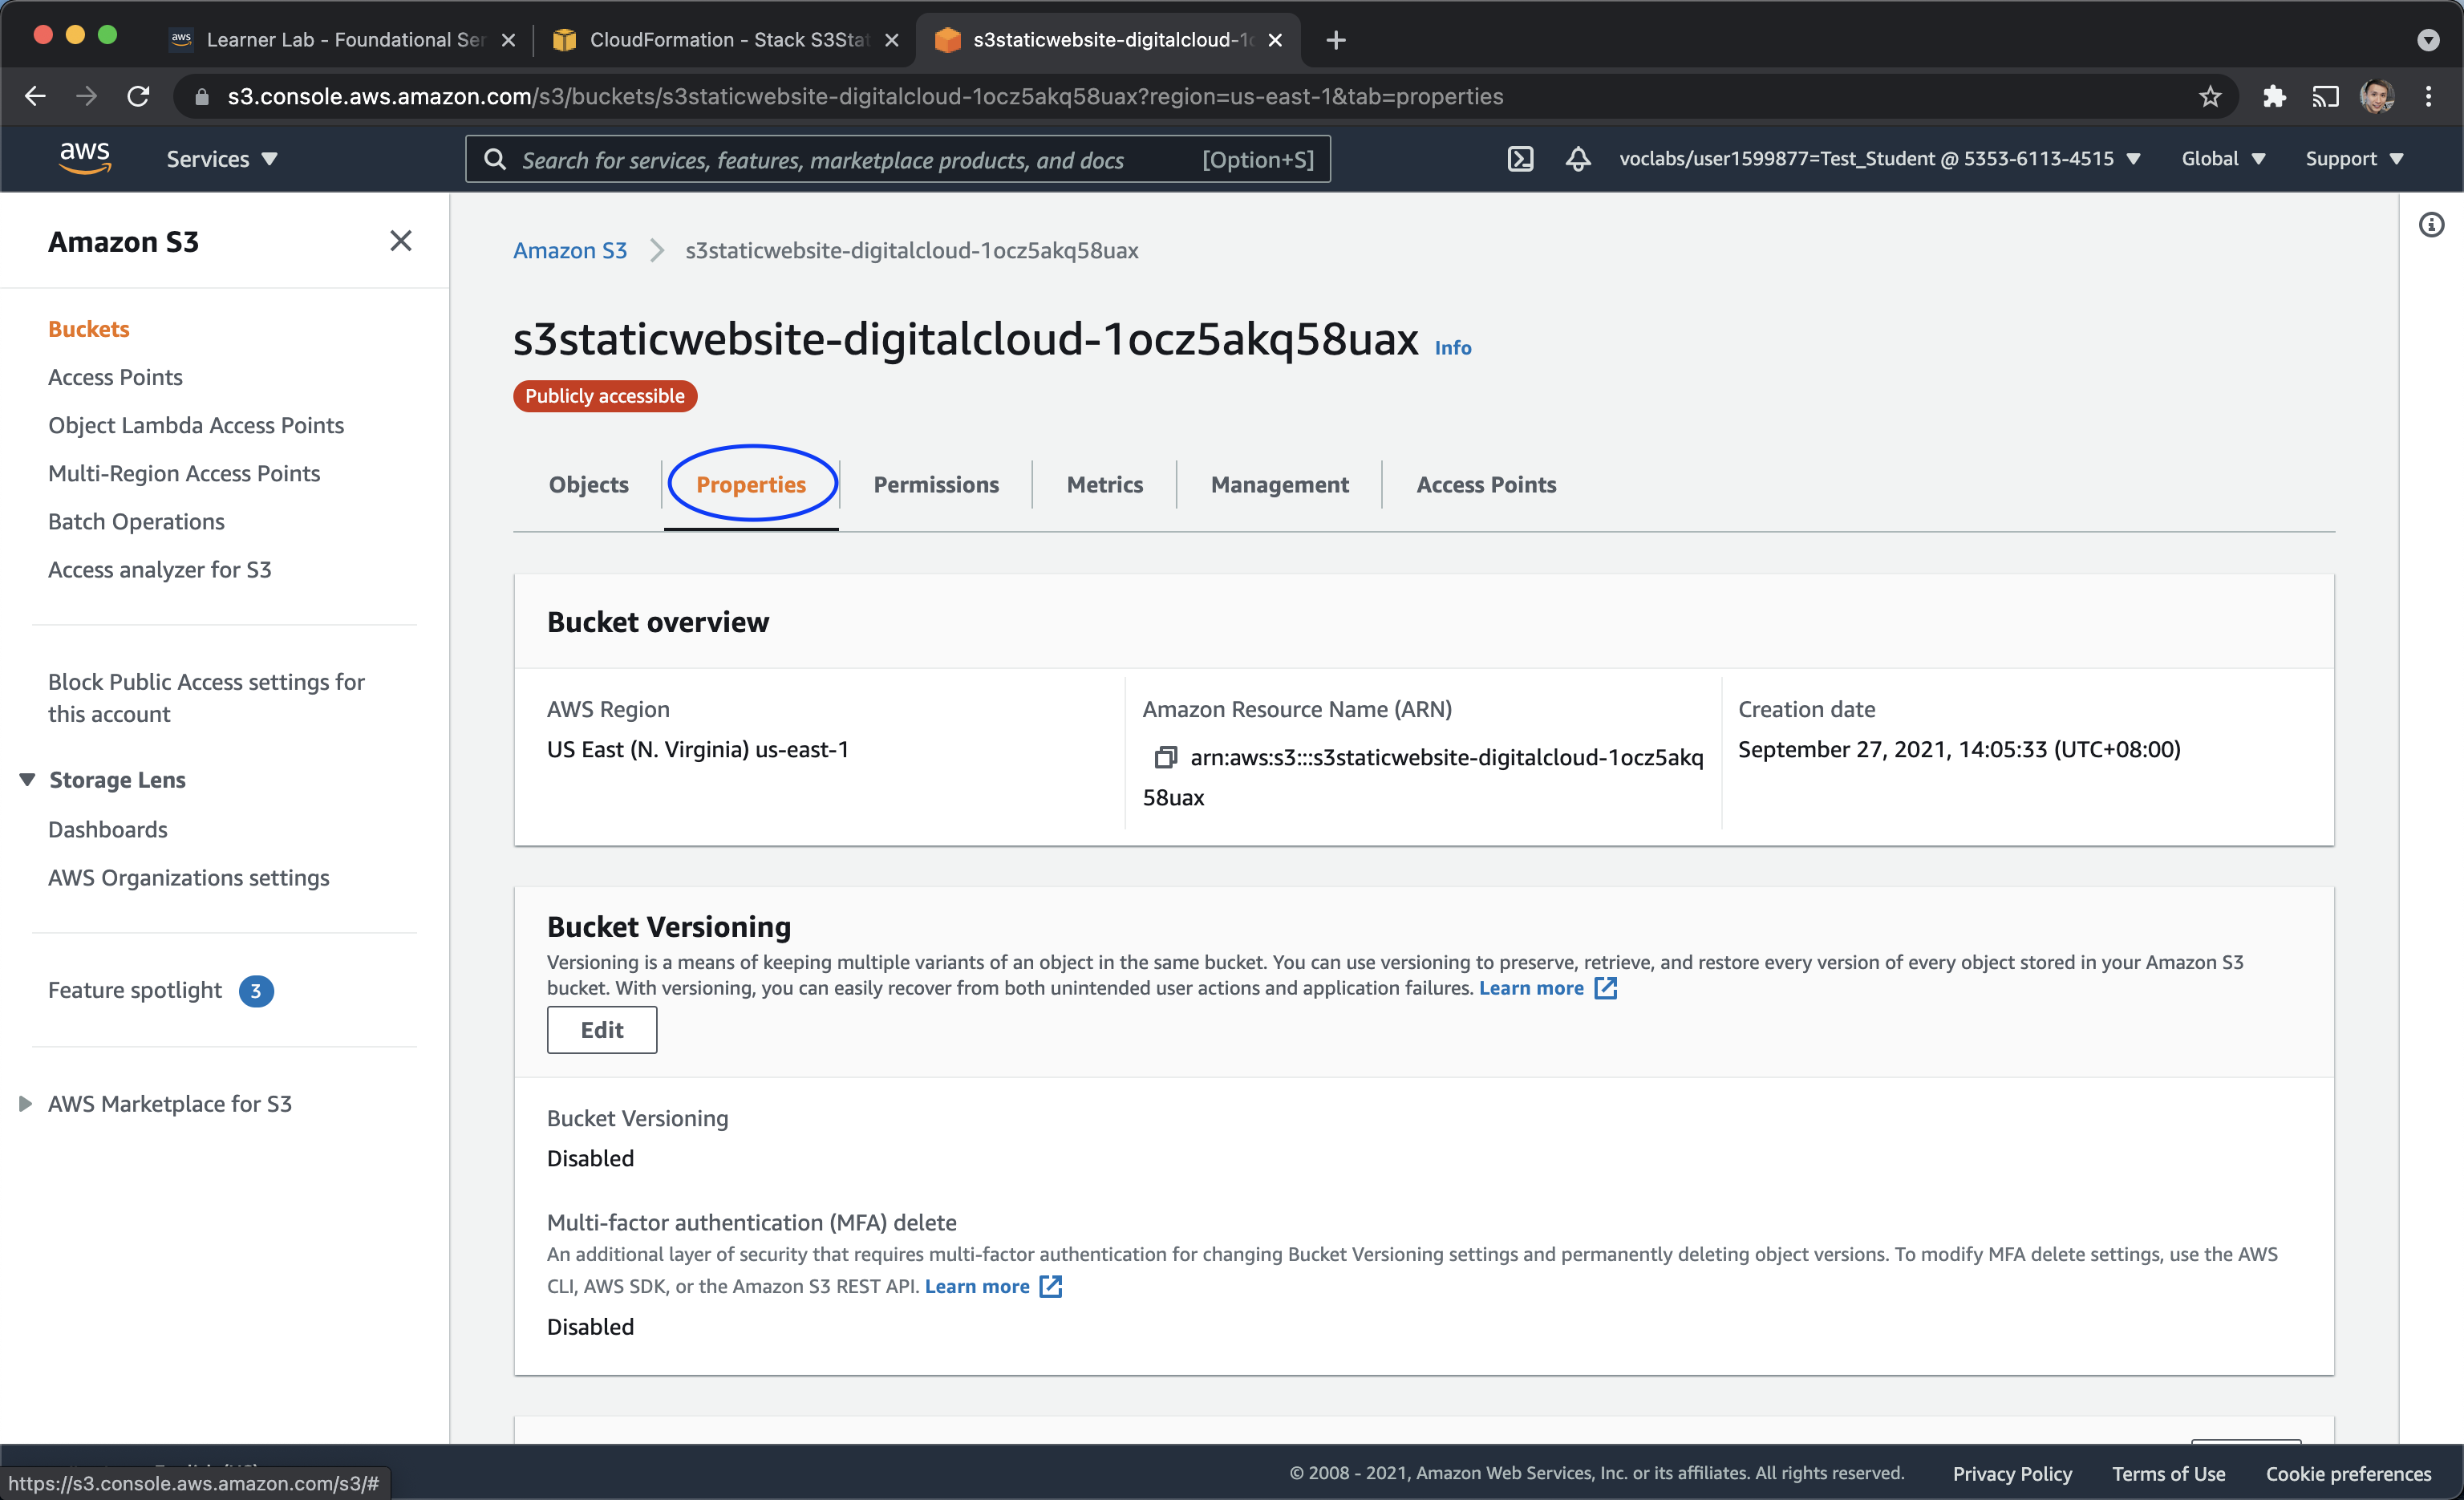 aws Learner Lab - Foundational Ser
CloudFormation - Stack S3Stat
s3staticwebsite-digitalcloud-1o
s3.console.aws.amazon.com/s3/buckets/s3staticwebsite-digitalcloud-1ocz5akq58uax?region=us-east-1&tab=properties
aws
Services
Search for services, features, marketplace products, and docs [Option+S]
voclabs/user1599877=Test_Student @ 5353-6113-4515
Global
Support
Amazon S3
Buckets
Access Points
Object Lambda Access Points
Multi-Region Access Points
Batch Operations
Access analyzer for S3
Block Public Access settings for
this account
Storage Lens
Dashboards
AWS Organizations settings
Feature spotlight 3
AWS Marketplace for S3
Amazon S3 s3staticwebsite-digitalcloud-1ocz5akq58uax
s3staticwebsite-digitalcloud-1ocz5akq58uax Info
Publicly accessible
Objects Properties Permissions Metrics Management Access Points
Bucket overview
AWS Region
US East (N. Virginia) us-east-1
Amazon Resource Name (ARN)
arn:aws:s3:::s3staticwebsite-digitalcloud-1ocz5akq
58uax
Creation date
September 27, 2021, 14:05:33 (UTC+08:00)
Bucket Versioning
Versioning is a means of keeping multiple variants of an object in the same bucket. You can use versioning to preserve, retrieve, and restore every version of every object stored in your Amazon S3
bucket. With versioning, you can easily recover from both unintended user actions and application failures. Learn more
Edit
Bucket Versioning
Disabled
Multi-factor authentication (MFA) delete
An additional layer of security that requires multi-factor authentication for changing Bucket Versioning settings and permanently deleting object versions. To modify MFA delete settings, use the AWS
CLI, AWS SDK, or the Amazon S3 REST API. Learn more
Disabled
https://s3.console.aws.amazon.com/s3/#
© 2008 - 2021, Amazon Web Services, Inc. or its affiliates. All rights reserved. Privacy Policy Terms of Use Cookie preferences